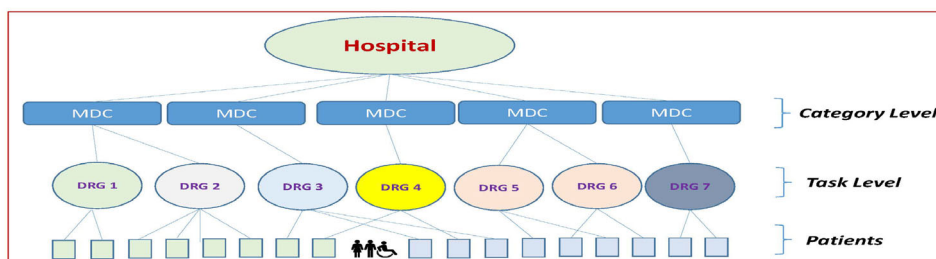 Hospital
MDC MDC MDC MDC MDC
Category Level
DRG 1 DRG 2 DRG 3 DRG 4 DRG 5 DRG 6 DRG 7
Task Level
Patients